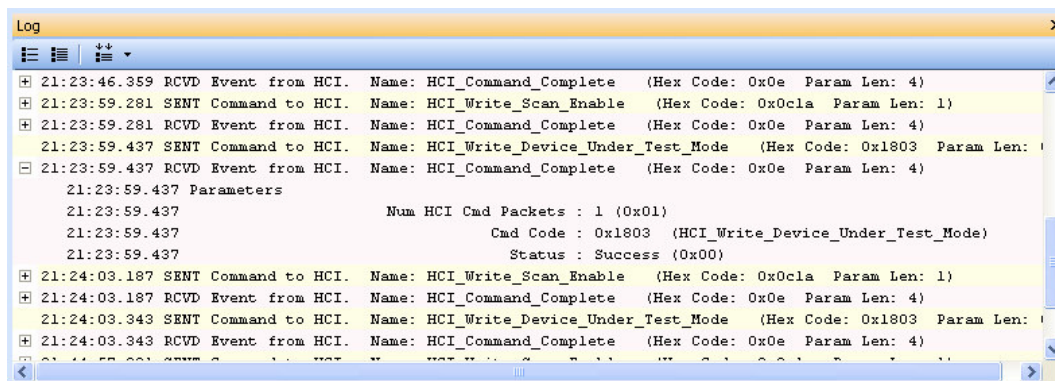 Log
21:23:46.359 RCVD Event from HCI. Name: HCI_Command_Complete (Hex Code: 0x0e Param Len: 4)
21:23:59.281 SENT Command to HCI. Name: HCI_Write_Scan_Enable (Hex Code: 0x0c1a Param Len: 1)
21:23:59.281 RCVD Event from HCI. Name: HCI_Command_Complete (Hex Code: 0x0e Param Len: 4)
21:23:59.437 SENT Command to HCI. Name: HCI_Write_Device_Under_Test_Mode (Hex Code: 0x1803 Param Len:
21:23:59.437 RCVD Event from HCI. Name: HCI_Command_Complete (Hex Code: 0x0e Param Len: 4)
21:23:59.437 Parameters
21:23:59.437 Num HCI Cmd Packets : 1 (0x01)
21:23:59.437 Cmd Code : 0x1803 (HCI_Write_Device_Under_Test_Mode)
21:23:59.437 Status : Success (0x00)
21:24:03.187 SENT Command to HCI. Name: HCI_Write_Scan_Enable (Hex Code: 0x0c1a Param Len: 1)
21:24:03.187 RCVD Event from HCI. Name: HCI_Command_Complete (Hex Code: 0x0e Param Len: 4)
21:24:03.343 SENT Command to HCI. Name: HCI_Write_Device_Under_Test_Mode (Hex Code: 0x1803 Param Len:
21:24:03.343 RCVD Event from HCI. Name: HCI_Command_Complete (Hex Code: 0x0e Param Len: 4)